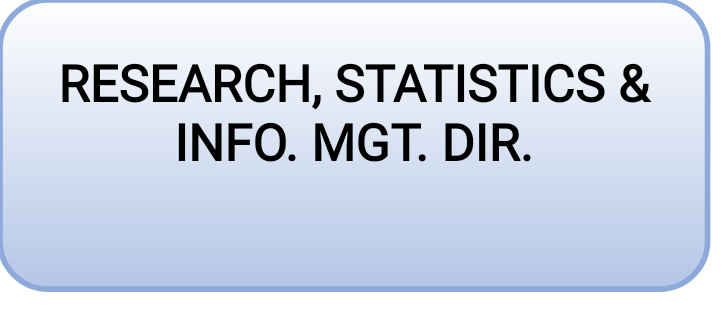 RESEARCH, STATISTICS &
INFO. MGT. DIR.